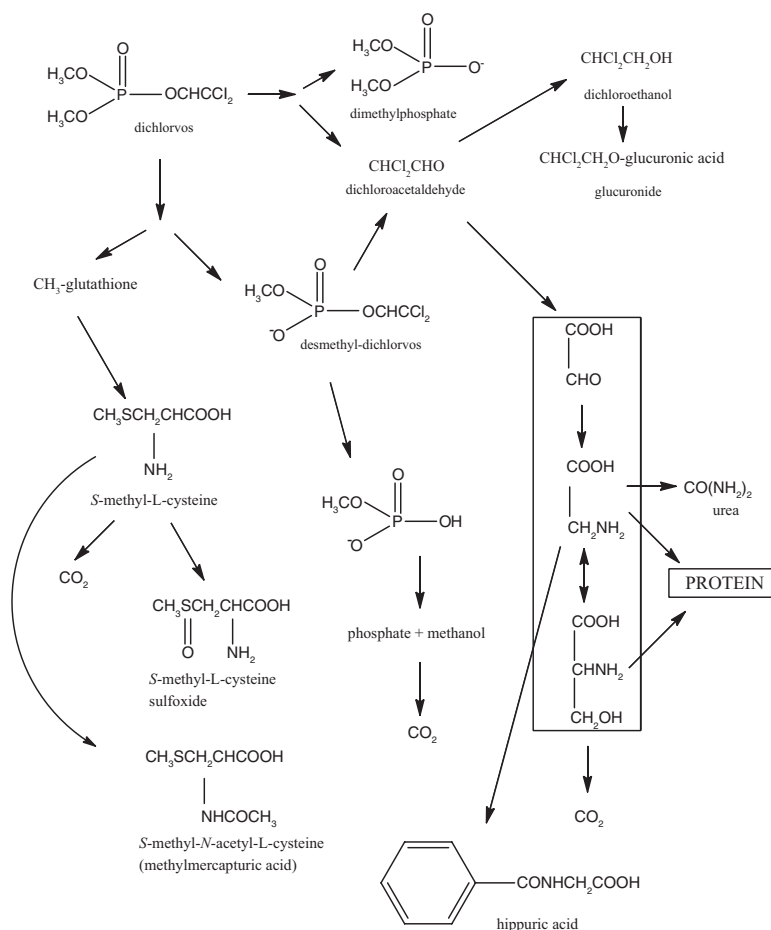 O
H₃CO
P
OCHCCl₂
H₃CO
dichlorvos
O
H₃CO
P
O⁻
H₃CO
dimethylphosphate
CHCl₂CH₂OH
dichloroethanol
CHCl₂CH₂O-glucuronic acid
glucuronide
CHCl₂CHO
dichloroacetaldehyde
CH₃-glutathione
O
H₃CO
P
OCHCCl₂
⁻O
desmethyl-dichlorvos
COOH
CHO
CH₃SCH₂CHCOOH
NH₂
S-methyl-L-cysteine
O
H₃CO
P
OH
⁻O
COOH
CH₂NH₂
CO(NH₂)₂
urea
PROTEIN
CO₂
CH₃SCH₂CHCOOH
O
NH₂
S-methyl-L-cysteine
sulfoxide
phosphate + methanol
CO₂
COOH
CHNH₂
CH₂OH
CO₂
CH₃SCH₂CHCOOH
NHCOCH₃
S-methyl-N-acetyl-L-cysteine
(methylmercapturic acid)
CONHCH₂COOH
hippuric acid